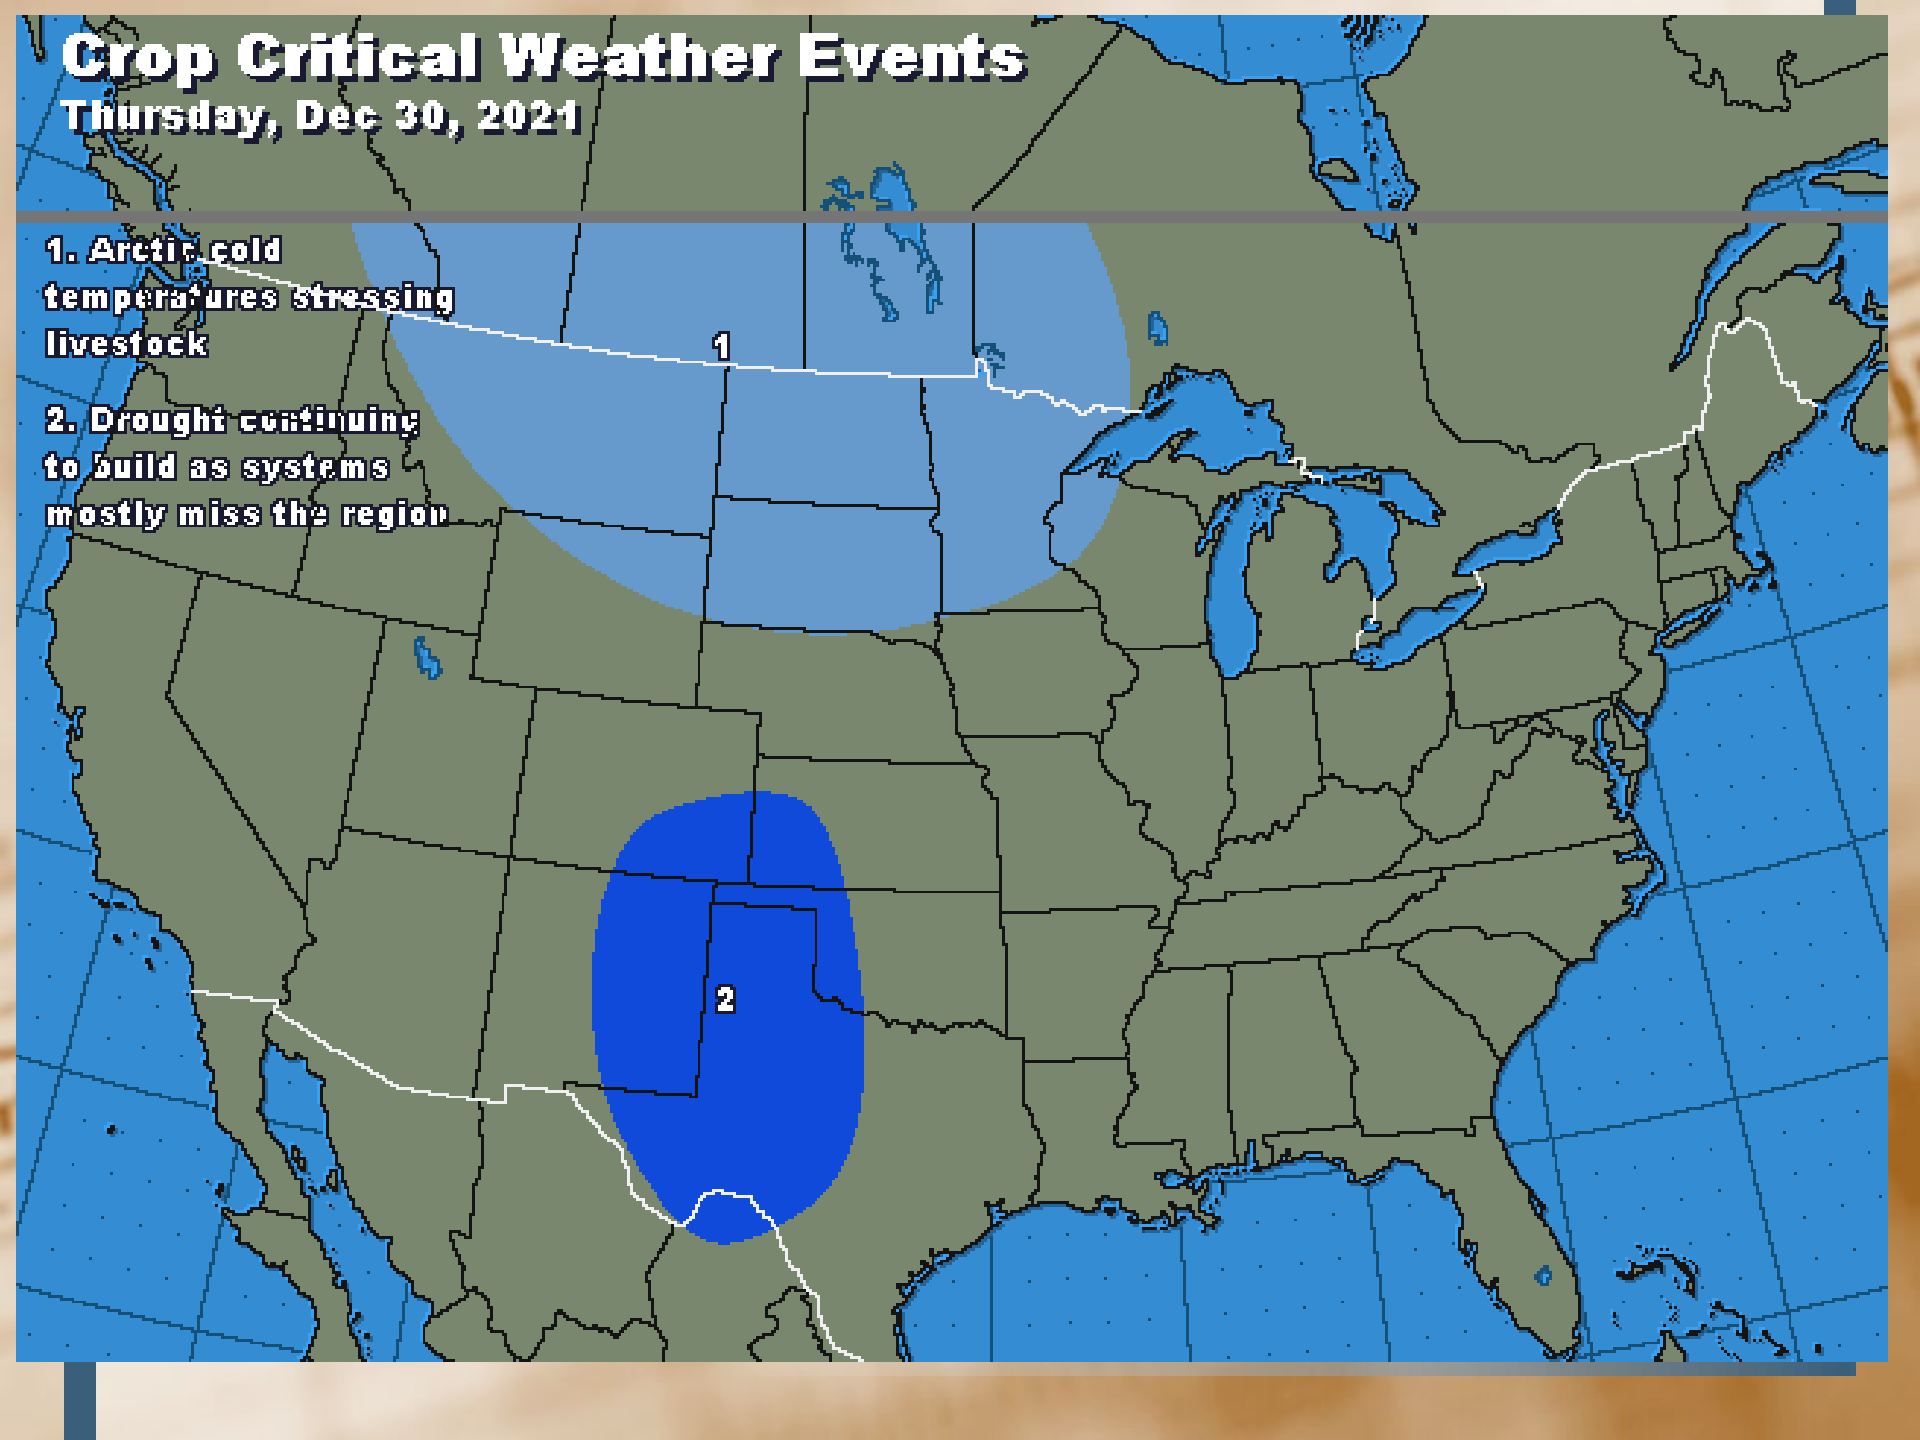 Crop Critical Weather Events
Thursday, Dec 30, 2021
1. Arctic cold
temperatures stressing
livestock
2. Drought continuing
to build as systems
mostly miss the region
1
2